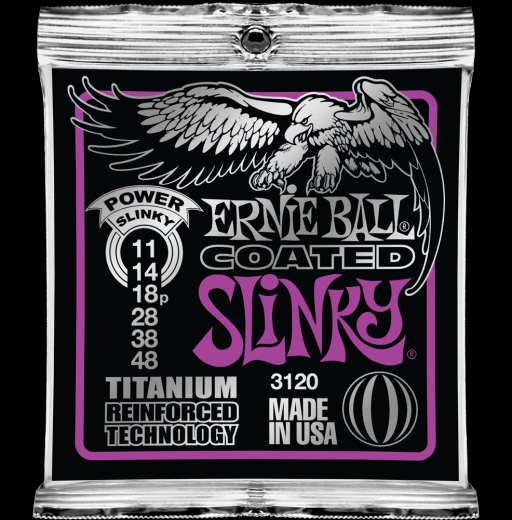 POWER
SLINKY
11
14
18p
28
38
48
ERNIE BALL®
COATED
SLINKY®
TITANIUM
REINFORCED
TECHNOLOGY
3120
MADE
IN USA